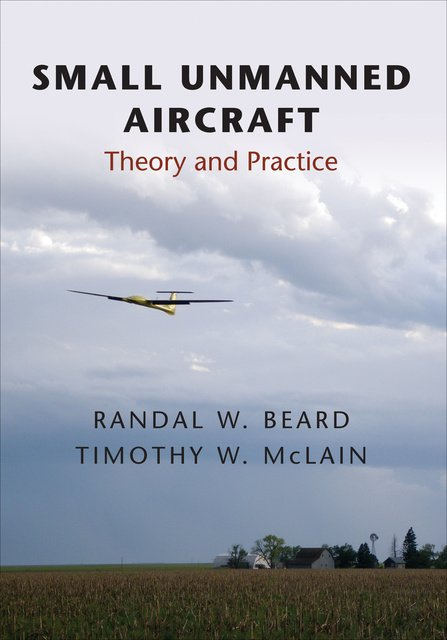 SMALL UNMANNED
AIRCRAFT
Theory and Practice
RANDAL W. BEARD
TIMOTHY W. McLAIN